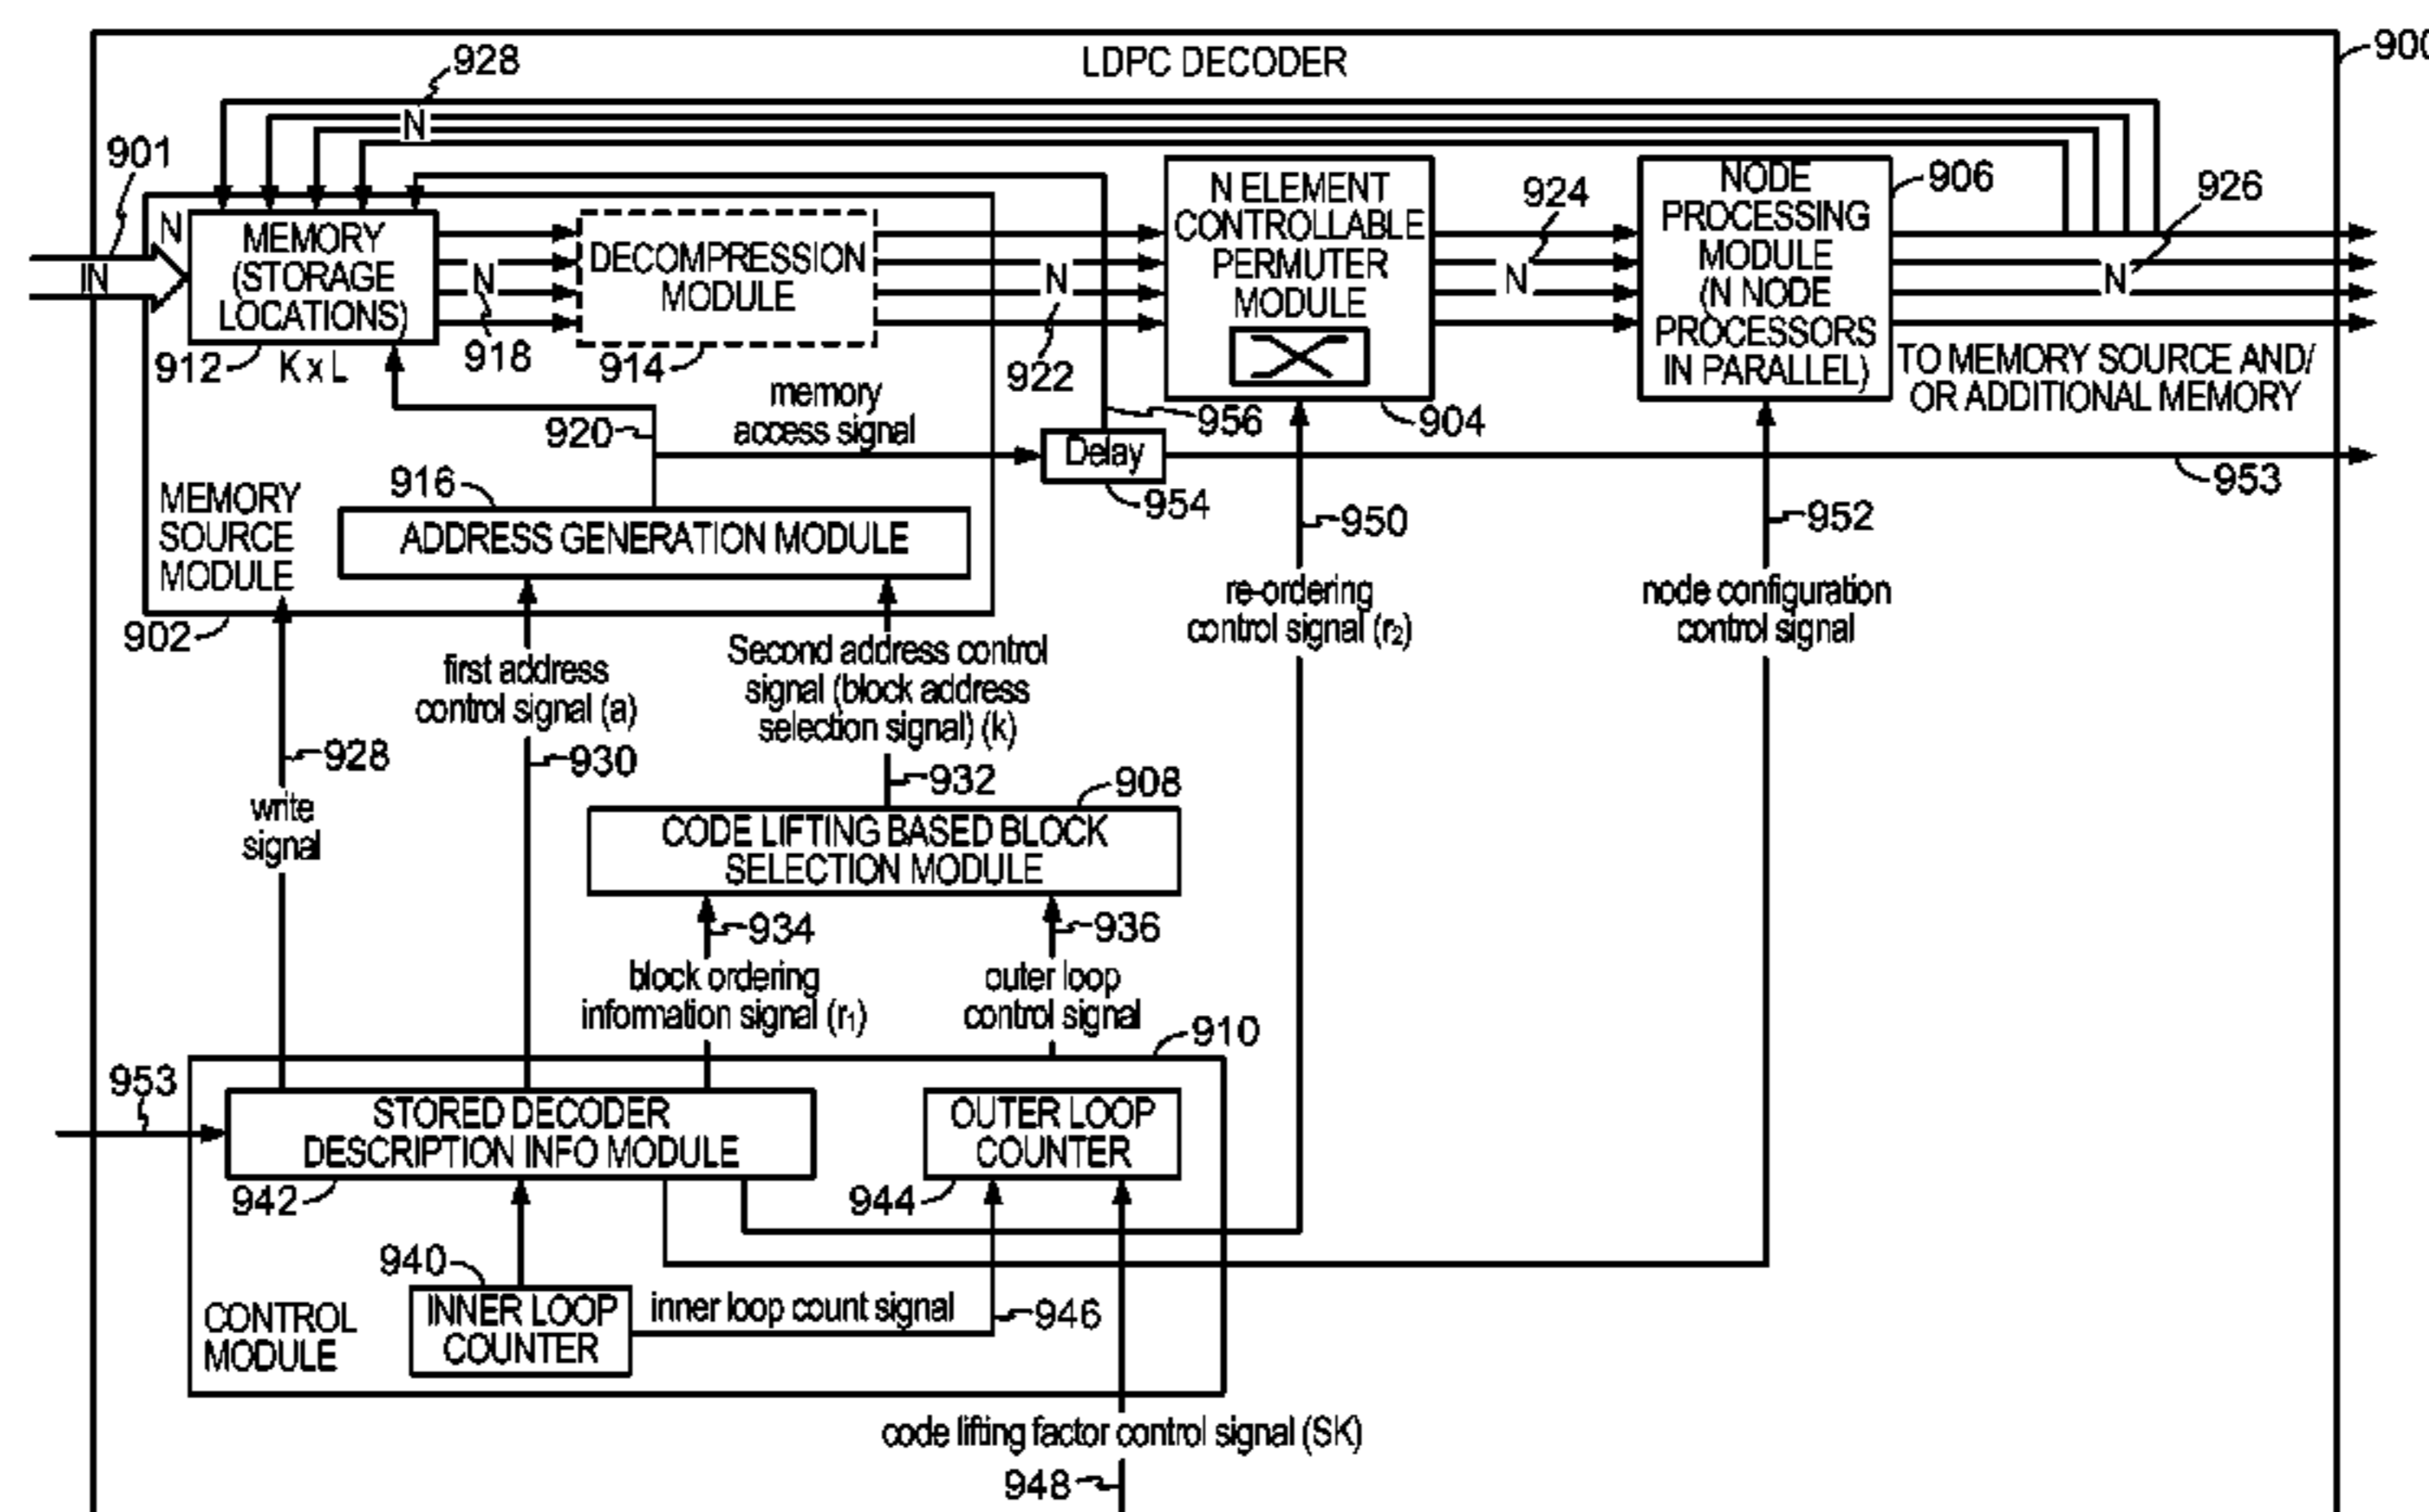 LDPC DECODER
900
928
N
901
IN
N
MEMORY
(STORAGE
LOCATIONS)
912
K x L
N
918
DECOMPRESSION
MODULE
914
N
922
N ELEMENT
CONTROLLABLE
PERMUTER
MODULE
904
924
N
NODE
PROCESSING
MODULE
(N NODE
PROCESSORS
IN PARALLEL)
906
926
N
TO MEMORY SOURCE AND/
OR ADDITIONAL MEMORY
920
memory
access signal
956
Delay
954
953
916
ADDRESS GENERATION MODULE
MEMORY
SOURCE
MODULE
902
950
952
re-ordering
control signal (r2)
node configuration
control signal
first address
control signal (a)
Second address control
signal (block address
selection signal) (k)
928
930
932
write
signal
908
CODE LIFTING BASED BLOCK
SELECTION MODULE
934
936
block ordering
information signal (r1)
outer loop
control signal
910
953
STORED DECODER
DESCRIPTION INFO MODULE
942
OUTER LOOP
COUNTER
944
940
INNER LOOP
COUNTER
inner loop count signal
946
CONTROL
MODULE
code lifting factor control signal (SK)
948